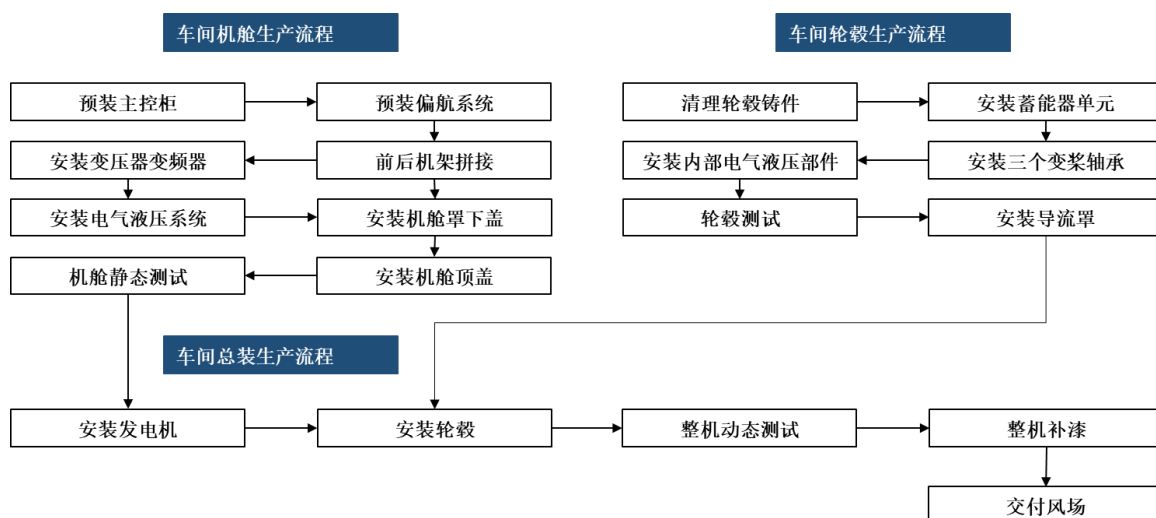 车间机舱生产流程
车间轮毂生产流程
预装主控柜
预装偏航系统
清理轮毂铸件
安装蓄能器单元
安装变压器变频器
前后机架拼接
安装内部电气液压部件
安装三个变桨轴承
安装电气液压系统
安装机舱罩下盖
轮毂测试
安装导流罩
机舱静态测试
安装机舱顶盖
车间总装生产流程
安装发电机
安装轮毂
整机动态测试
整机补漆
交付风场